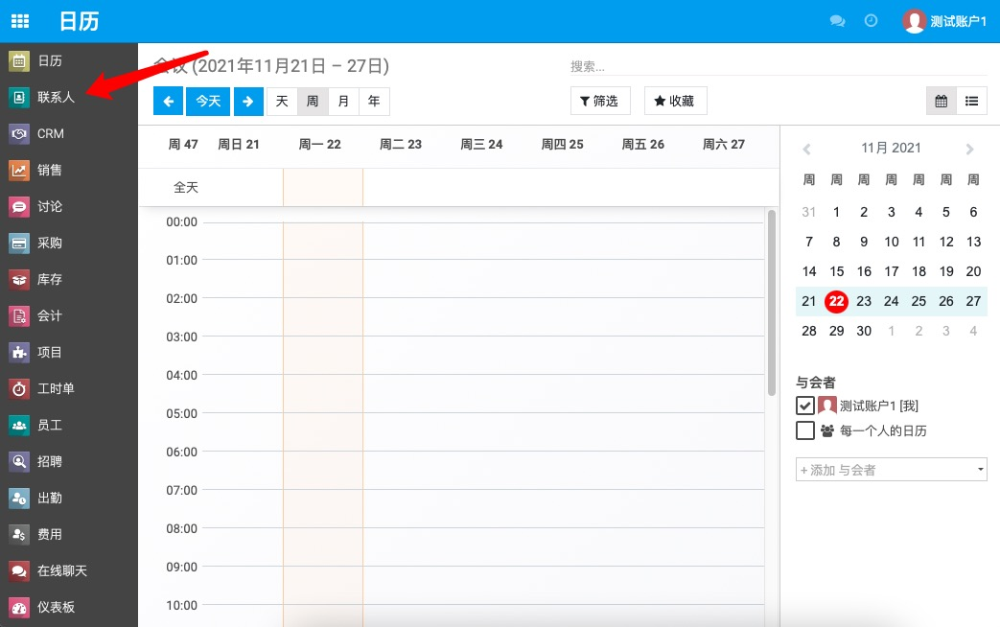 日历
测试账户1
日历
联系人
CRM
销售
讨论
采购
库存
会计
项目
工时单
员工
招聘
出勤
费用
在线聊天
仪表板
会议 (2021年11月21日 – 27日)
搜索...
今天
天 周 月 年
筛选
收藏
周 47 周日 21 周一 22 周二 23 周三 24 周四 25 周五 26 周六 27
全天
00:00
01:00
02:00
03:00
04:00
05:00
06:00
07:00
08:00
09:00
10:00
11月 2021
周 周 周 周 周 周 周
31 1 2 3 4 5 6
7 8 9 10 11 12 13
14 15 16 17 18 19 20
21 22 23 24 25 26 27
28 29 30 1 2 3 4
与会者
测试账户1 [我]
每一个人的日历
+ 添加 与会者